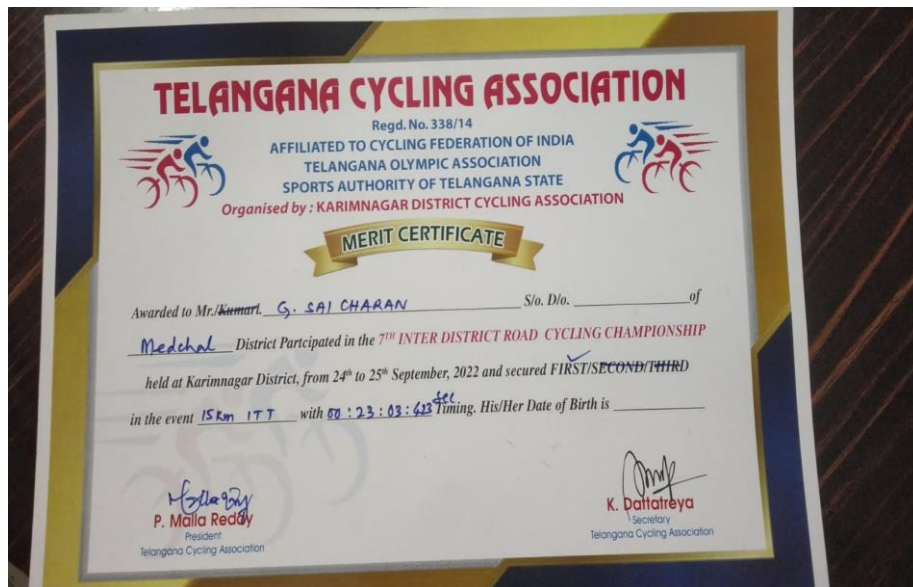 TELANGANA CYCLING ASSOCIATION
Regd. No. 338/14
AFFILIATED TO CYCLING FEDERATION OF INDIA
TELANGANA OLYMPIC ASSOCIATION
SPORTS AUTHORITY OF TELANGANA STATE
Organised by : KARIMNAGAR DISTRICT CYCLING ASSOCIATION
MERIT CERTIFICATE
Awarded to Mr./Kumari. G. SAI CHARAN S/o. D/o. of
Medchal District Partcipated in the 7TH INTER DISTRICT ROAD CYCLING CHAMPIONSHIP
held at Karimnagar District, from 24th to 25th September, 2022 and secured FIRST/SECOND/THIRD
in the event 15km ITT with 00:23:03:423 sec Timing. His/Her Date of Birth is
P. Malla Reddy
President
Telangana Cycling Association
K. Dattatreya
Secretary
Telangana Cycling Association